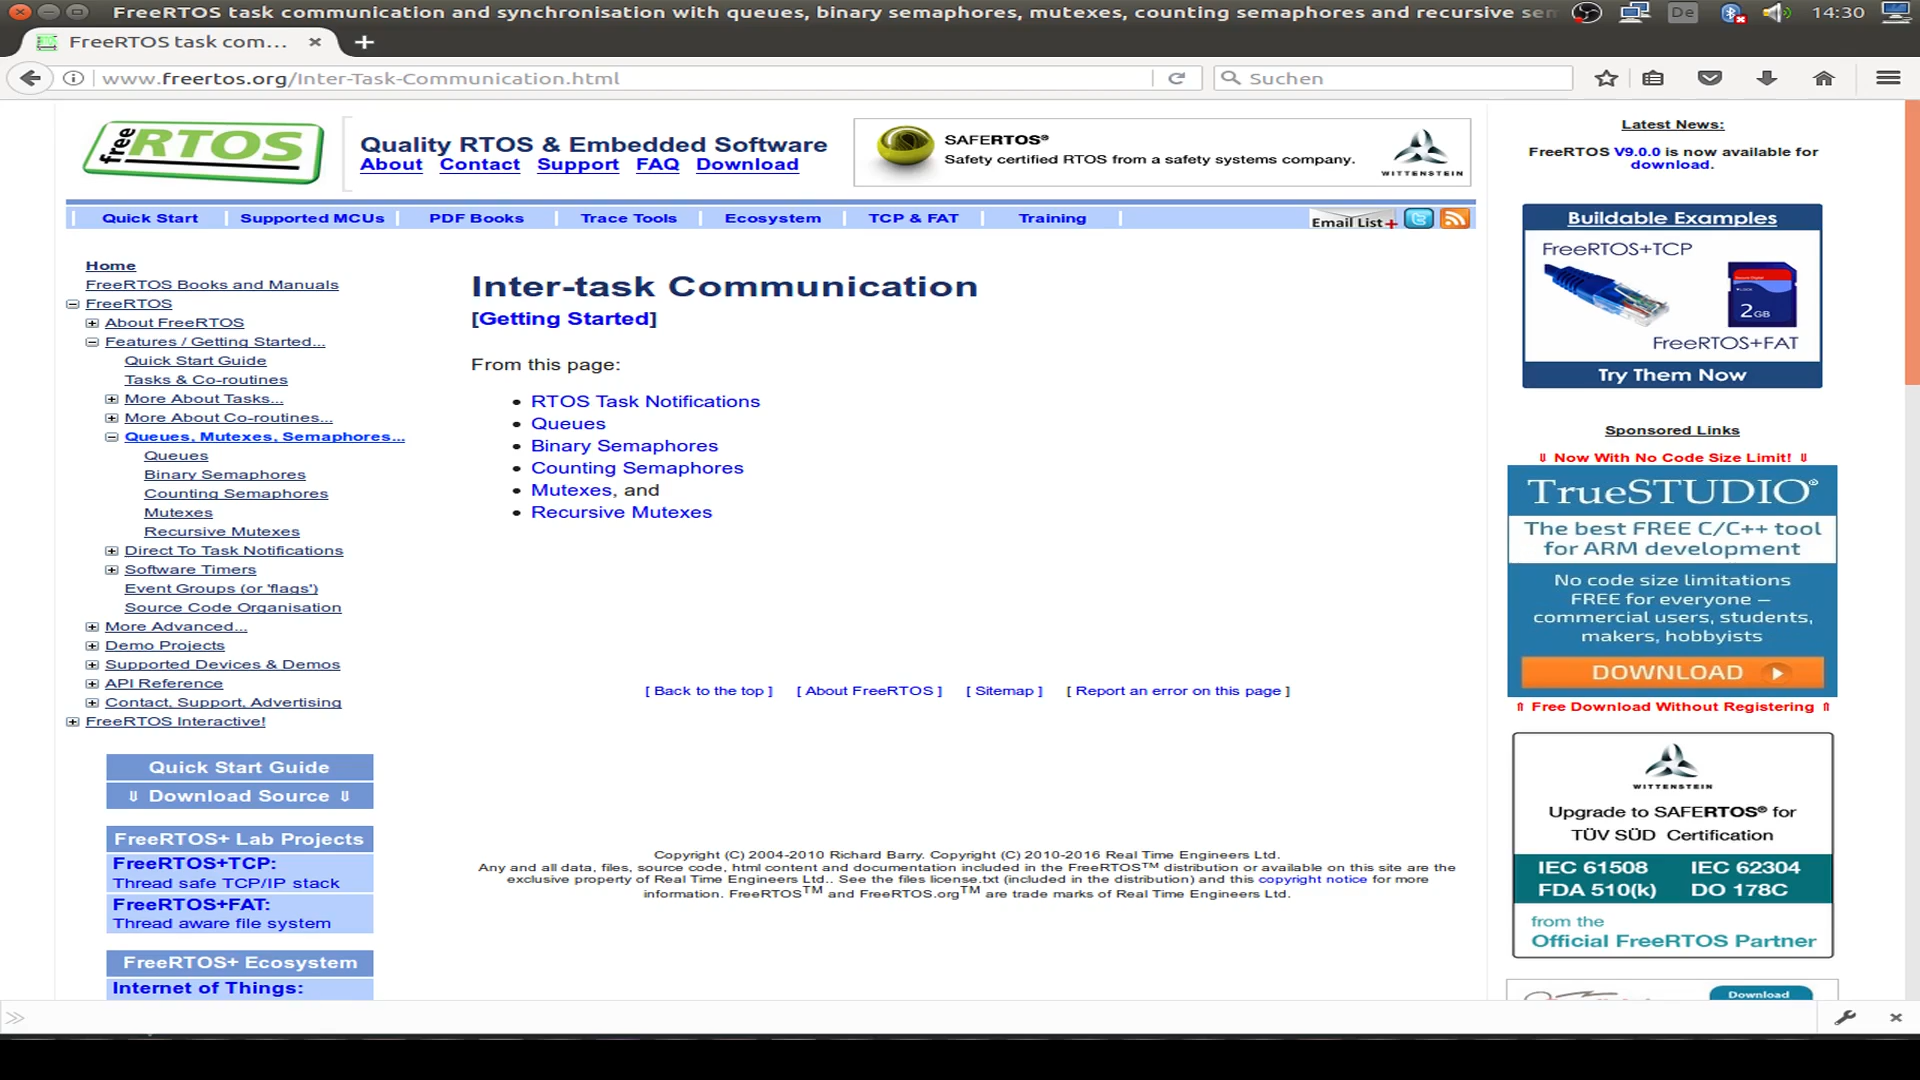 FreeRTOS task communication and synchronisation with queues, binary semaphores, mutexes, counting semaphores and recursive sem
De
14:30
FreeRTOS task com...
www.freertos.org/Inter-Task-Communication.html
Suchen
free RTOS
Quality RTOS & Embedded Software
About Contact Support FAQ Download
SAFERTOS®
Safety certified RTOS from a safety systems company.
WITTENSTEIN
Quick Start Supported MCUs PDF Books Trace Tools Ecosystem TCP & FAT Training
Email List+
Home
FreeRTOS Books and Manuals
FreeRTOS
About FreeRTOS
Features / Getting Started...
Quick Start Guide
Tasks & Co-routines
More About Tasks...
More About Co-routines...
Queues, Mutexes, Semaphores...
Queues
Binary Semaphores
Counting Semaphores
Mutexes
Recursive Mutexes
Direct To Task Notifications
Software Timers
Event Groups (or 'flags')
Source Code Organisation
More Advanced...
Demo Projects
Supported Devices & Demos
API Reference
Contact, Support, Advertising
FreeRTOS Interactive!
Quick Start Guide
⇓ Download Source ⇓
FreeRTOS+ Lab Projects
FreeRTOS+TCP:
Thread safe TCP/IP stack
FreeRTOS+FAT:
Thread aware file system
FreeRTOS+ Ecosystem
Internet of Things:
Inter-task Communication
[Getting Started]
From this page:
• RTOS Task Notifications
• Queues
• Binary Semaphores
• Counting Semaphores
• Mutexes, and
• Recursive Mutexes
[ Back to the top ] [ About FreeRTOS ] [ Sitemap ] [ Report an error on this page ]
Copyright (C) 2004-2010 Richard Barry. Copyright (C) 2010-2016 Real Time Engineers Ltd.
Any and all data, files, source code, html content and documentation included in the FreeRTOS™ distribution or available on this site are the
exclusive property of Real Time Engineers Ltd.. See the files license.txt (included in the distribution) and this copyright notice for more
information. FreeRTOS™ and FreeRTOS.org™ are trade marks of Real Time Engineers Ltd.
Latest News:
FreeRTOS V9.0.0 is now available for
download.
Buildable Examples
FreeRTOS+TCP
2GB
FreeRTOS+FAT
Try Them Now
Sponsored Links
⇓ Now With No Code Size Limit! ⇓
TrueSTUDIO®
The best FREE C/C++ tool
for ARM development
No code size limitations
FREE for everyone –
commercial users, students,
makers, hobbyists
DOWNLOAD
⇑ Free Download Without Registering ⇑
WITTENSTEIN
Upgrade to SAFERTOS® for
TÜV SÜD Certification
IEC 61508 IEC 62304
FDA 510(k) DO 178C
from the
Official FreeRTOS Partner
Download